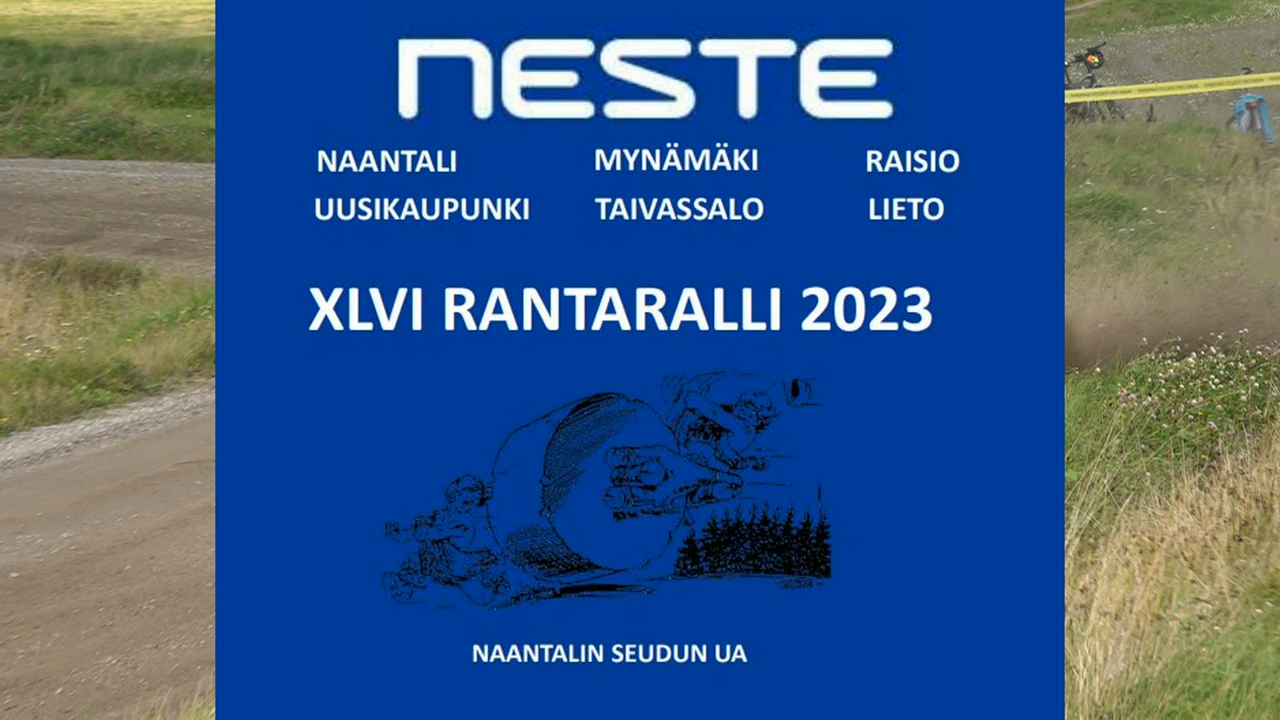 NESTE
NAANTALI MYNÄMÄKI RAISIO
UUSIKAUPUNKI TAIVASSALO LIETO
XLVI RANTARALLI 2023
NAANTALIN SEUDUN UA